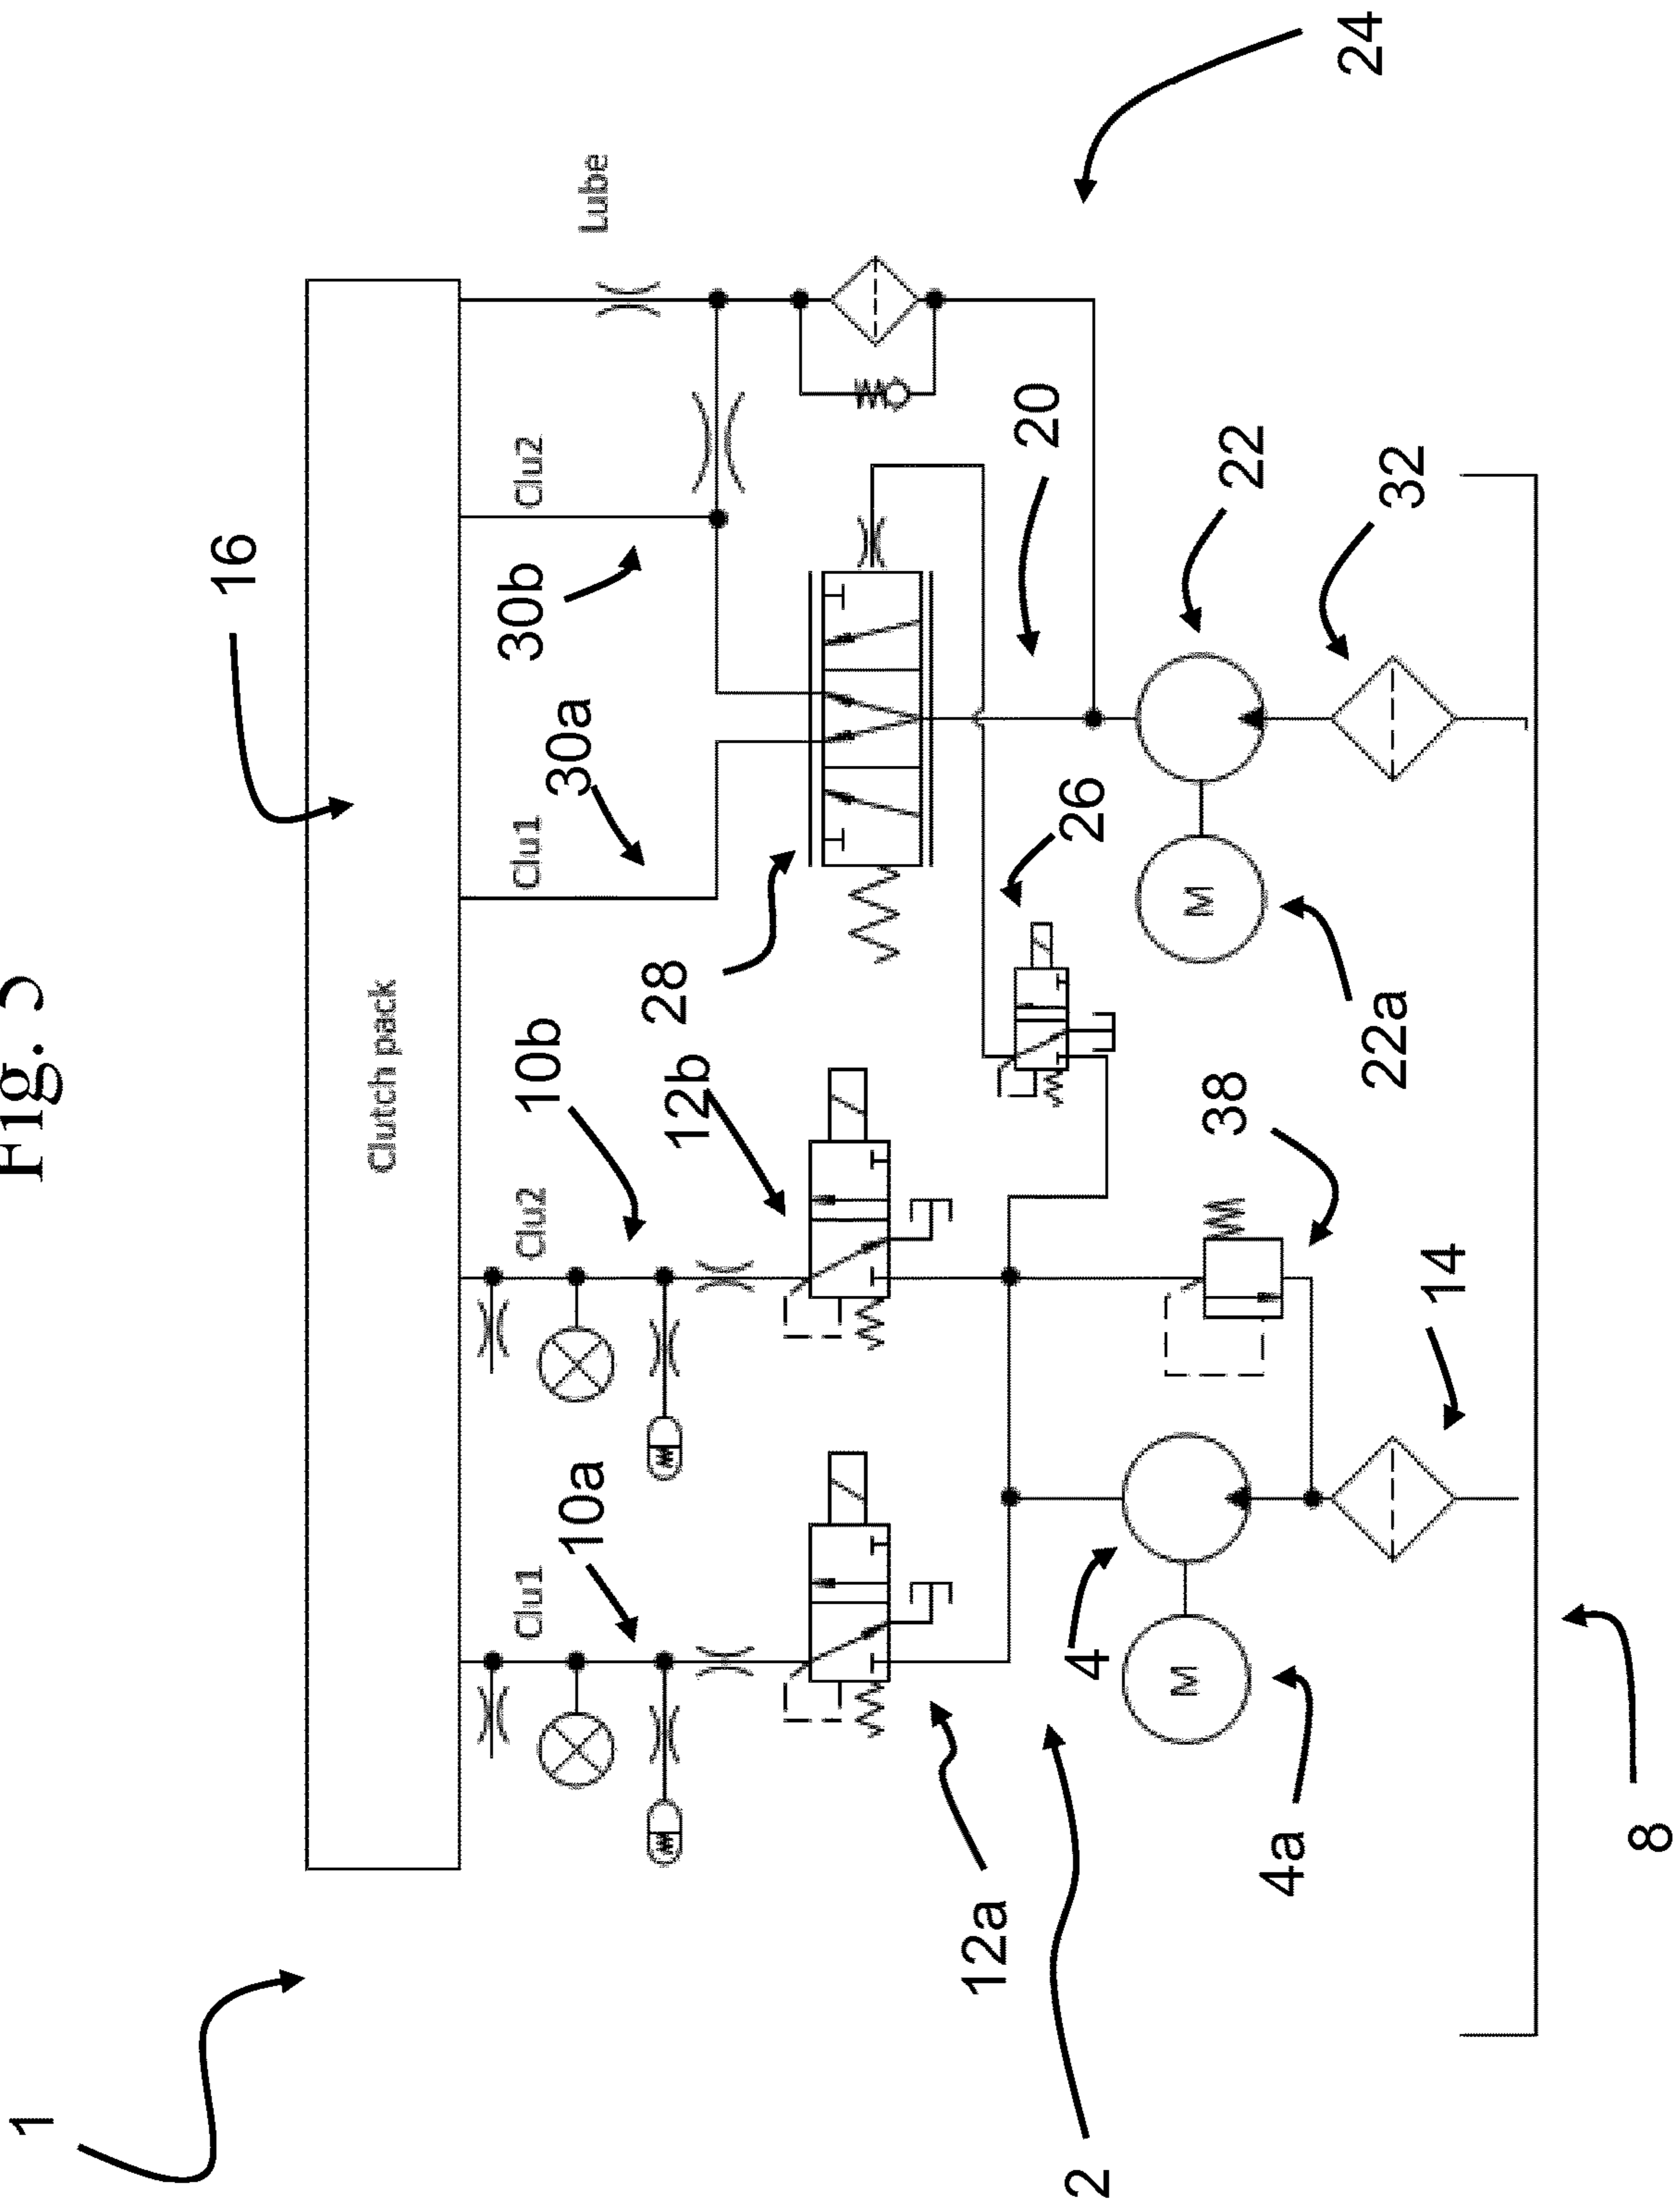 Fig. 5
1
16
Clutch pack
Clu1
Clu2
Clu1
Clu2
Lube
10a
10b
30a
30b
12b
28
24
12a
26
20
2
4
M
4a
38
14
M
22a
22
32
8